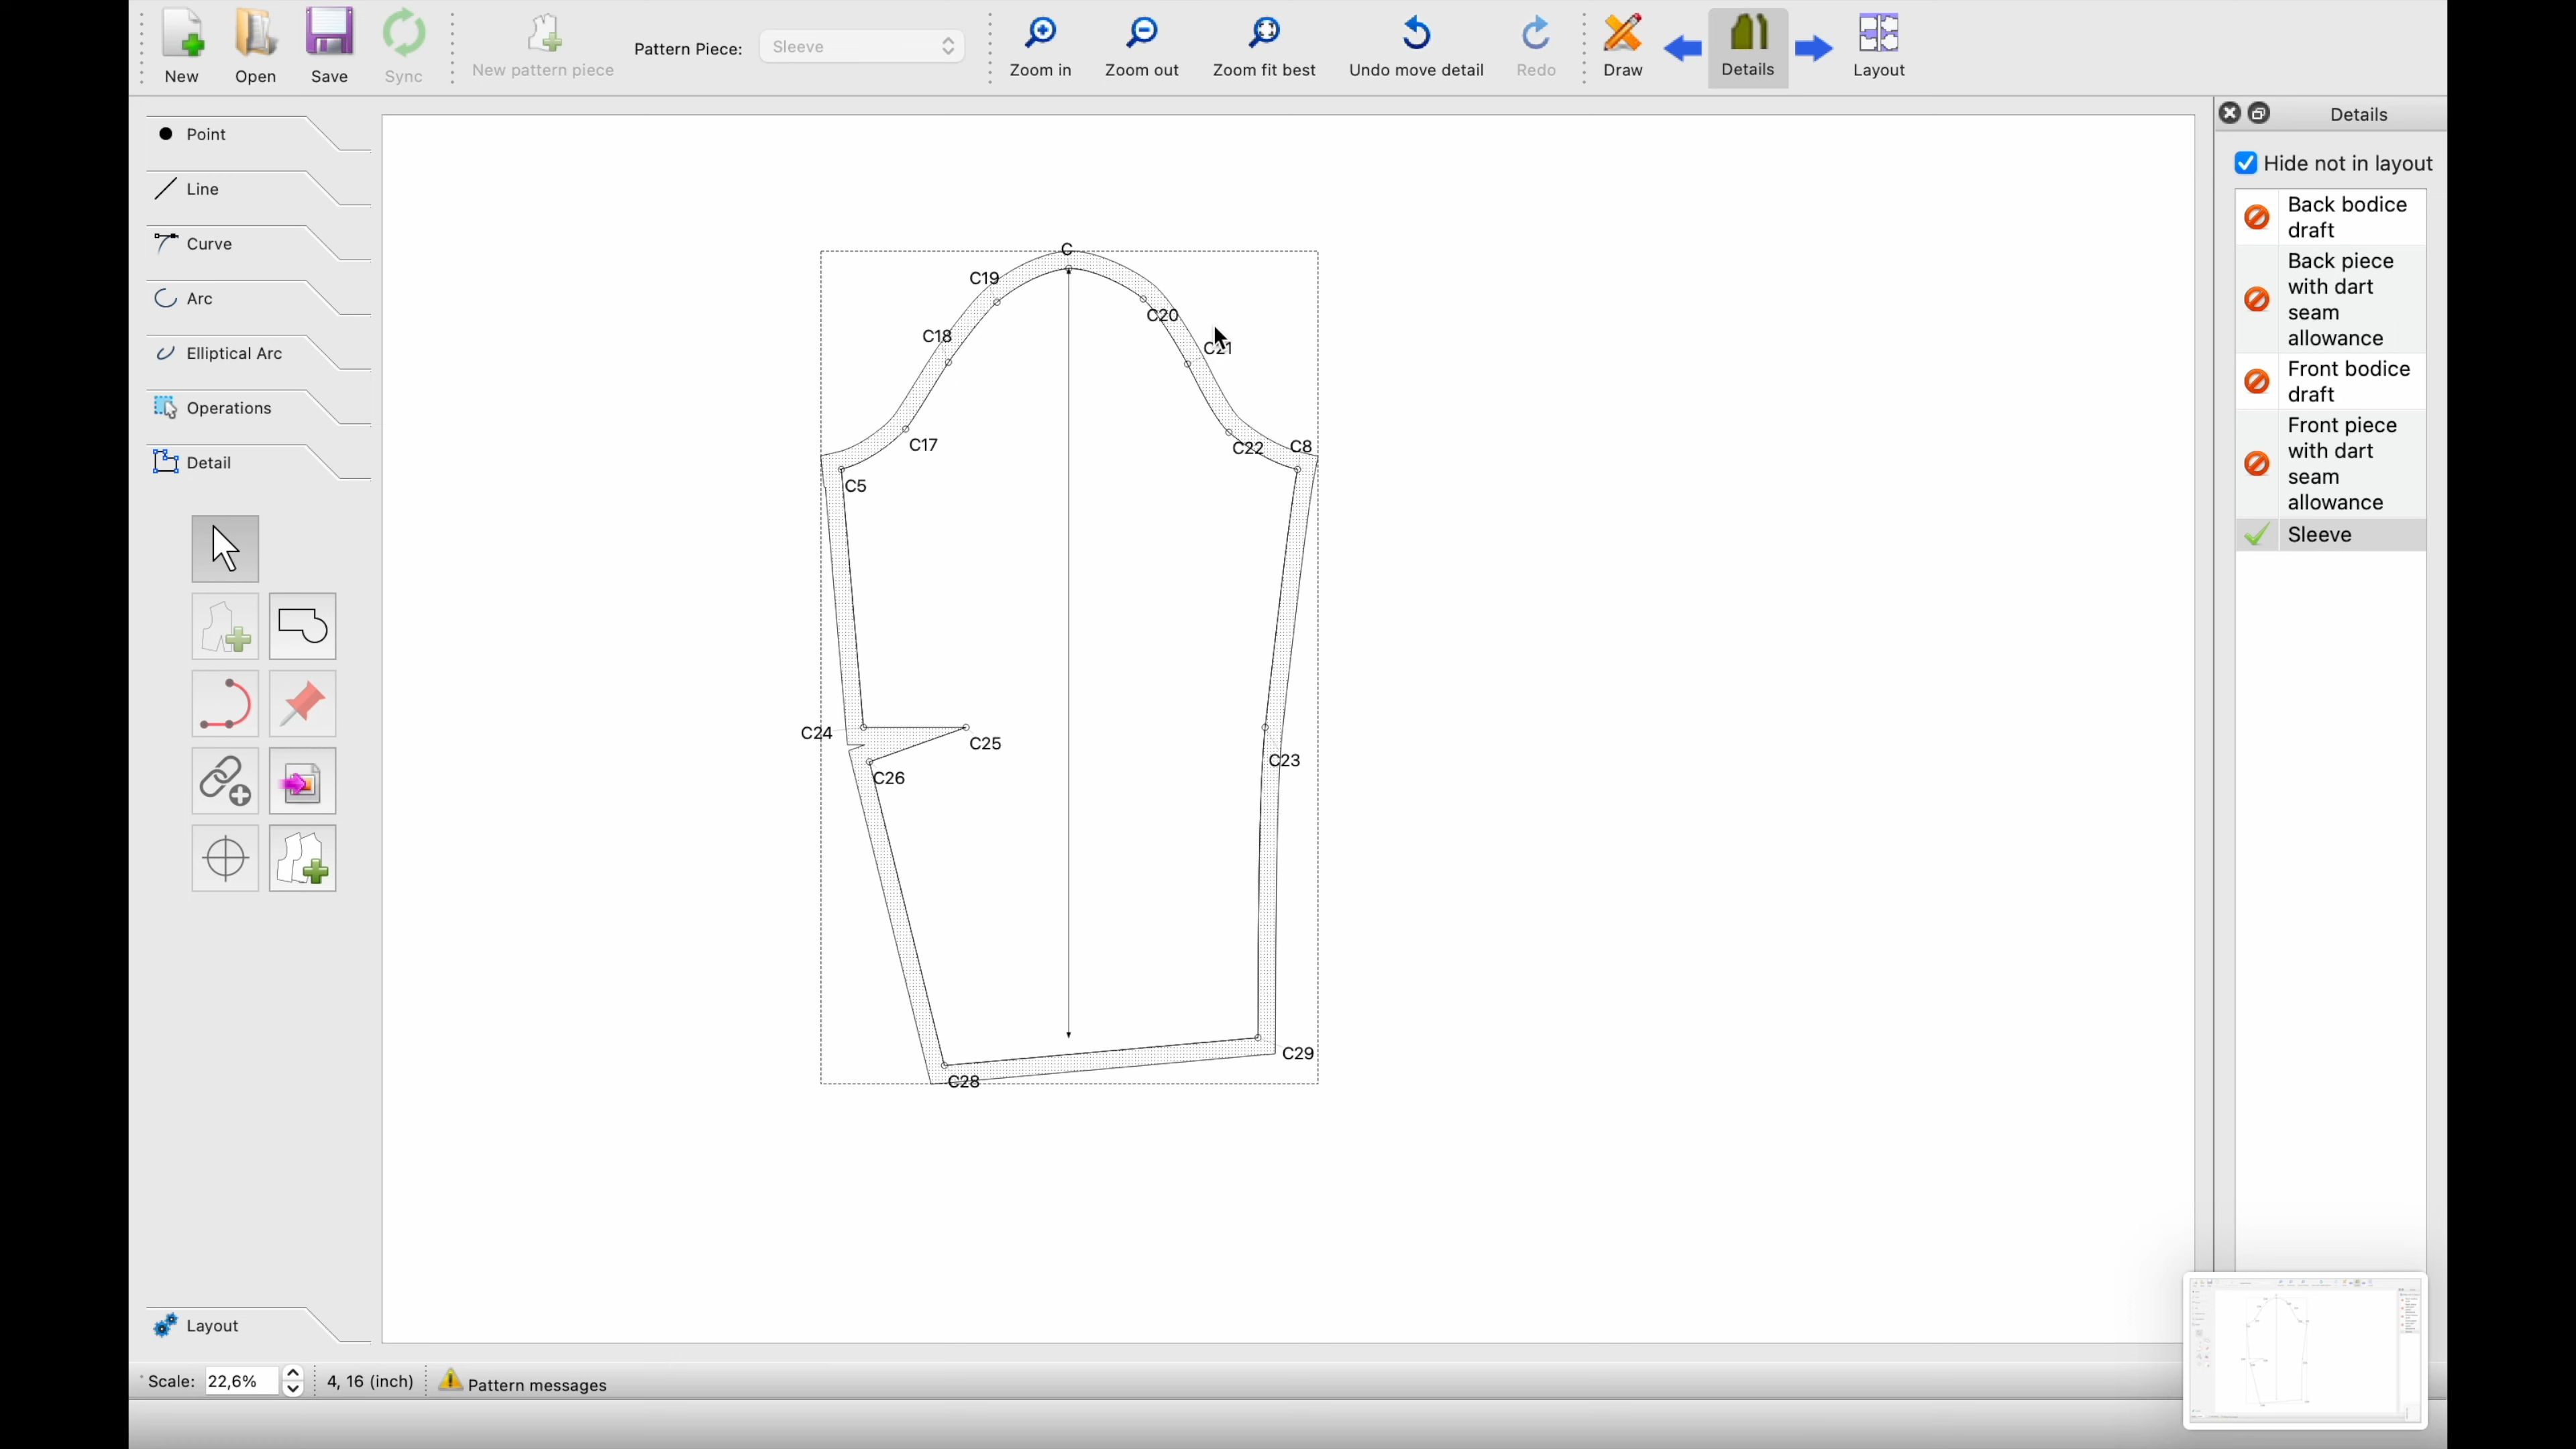 New
Open
Save
Sync
New pattern piece
Pattern Piece:
Sleeve
Zoom in
Zoom out
Zoom fit best
Undo move detail
Redo
Draw
Details
Layout
Point
Line
Curve
Arc
Elliptical Arc
Operations
Detail
C
C19
C20
C18
C21
C17
C22
C8
C5
C24
C25
C23
C26
C29
C28
Details
Hide not in layout
Back bodice
draft
Back piece
with dart
seam
allowance
Front bodice
draft
Front piece
with dart
seam
allowance
Sleeve
Layout
Scale: 22,6%
4, 16 (inch)
Pattern messages